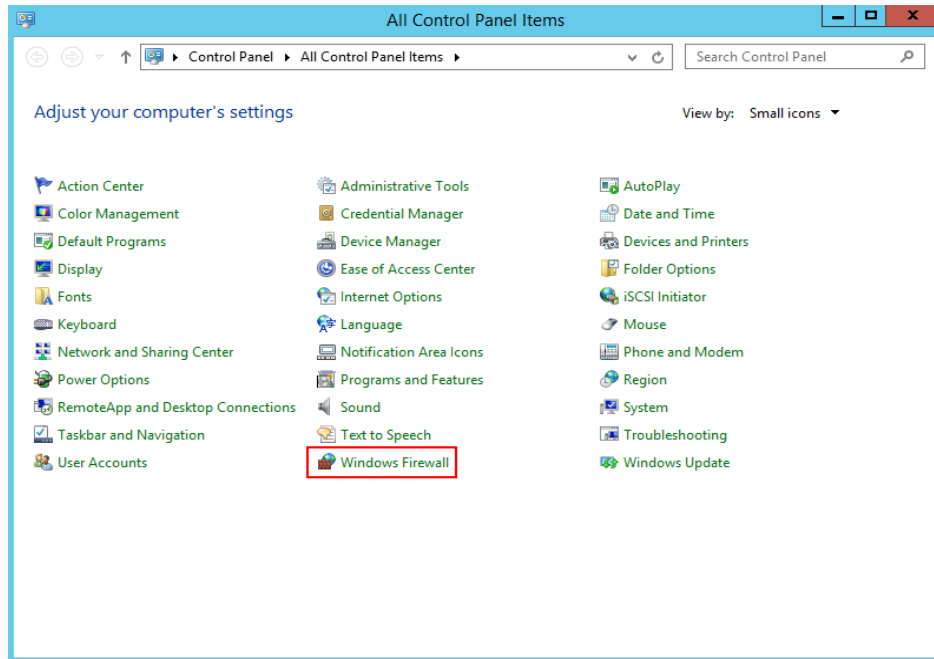 All Control Panel Items
Control Panel All Control Panel Items Search Control Panel
Adjust your computer's settings View by: Small icons
Action Center Administrative Tools AutoPlay
Color Management Credential Manager Date and Time
Default Programs Device Manager Devices and Printers
Display Ease of Access Center Folder Options
Fonts Internet Options iSCSI Initiator
Keyboard Language Mouse
Network and Sharing Center Notification Area Icons Phone and Modem
Power Options Programs and Features Region
RemoteApp and Desktop Connections Sound System
Taskbar and Navigation Text to Speech Troubleshooting
User Accounts Windows Firewall Windows Update